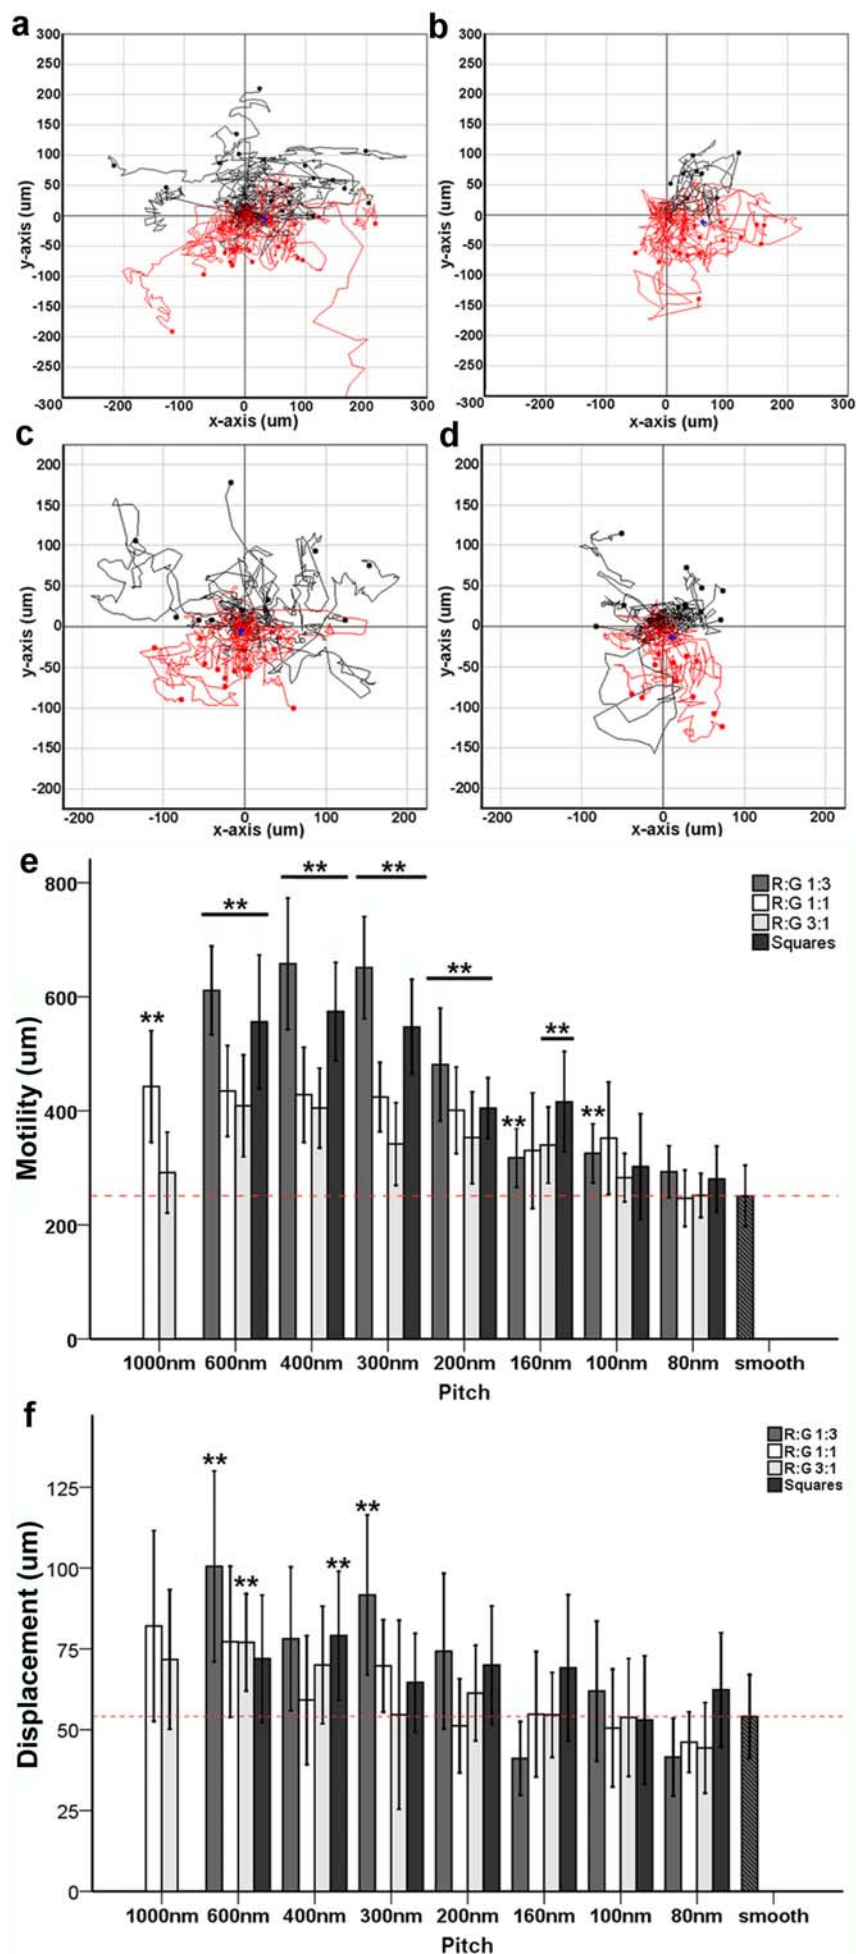 a
300
250
200
150
100
50
0
-50
-100
-150
-200
-250
-300 -200 -100 0 100 200 300
y-axis (um)
x-axis (um)
b
300
250
200
150
100
50
0
-50
-100
-150
-200
-250
-300 -200 -100 0 100 200 300
y-axis (um)
x-axis (um)
c
200
150
100
50
0
-50
-100
-150
-200
-200 -100 0 100 200
y-axis (um)
x-axis (um)
d
200
150
100
50
0
-50
-100
-150
-200
-200 -100 0 100 200
y-axis (um)
x-axis (um)
e
R:G 1:3
R:G 1:1
R:G 3:1
Squares
800
600
400
200
0
Motility (um)
** ** ** ** ** ** ** **
1000nm 600nm 400nm 300nm 200nm 160nm 100nm 80nm smooth
Pitch
f
R:G 1:3
R:G 1:1
R:G 3:1
Squares
125
100
75
50
25
0
Displacement (um)
** ** ** **
1000nm 600nm 400nm 300nm 200nm 160nm 100nm 80nm smooth
Pitch